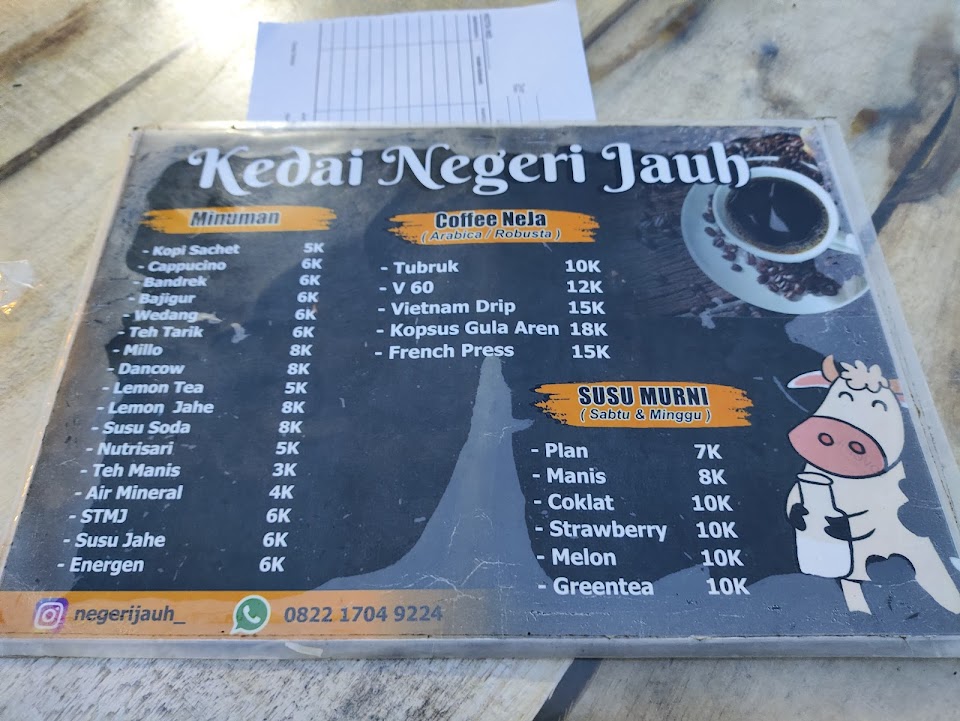 Kedai Negeri Jauh
Minuman
- Kopi Sachet 5K
- Cappucino 6K
- Bandrek 6K
- Bajigur 6K
- Wedang 6K
- Teh Tarik 6K
- Millo 8K
- Dancow 8K
- Lemon Tea 5K
- Lemon Jahe 8K
- Susu Soda 8K
- Nutrisari 5K
- Teh Manis 3K
- Air Mineral 4K
- STMJ 6K
- Susu Jahe 6K
- Energen 6K
Coffee NeJa
( Arabica / Robusta )
- Tubruk 10K
- V 60 12K
- Vietnam Drip 15K
- Kopsus Gula Aren 18K
- French Press 15K
SUSU MURNI
( Sabtu & Minggu )
- Plan 7K
- Manis 8K
- Coklat 10K
- Strawberry 10K
- Melon 10K
- Greentea 10K
negerijauh_
0822 1704 9224